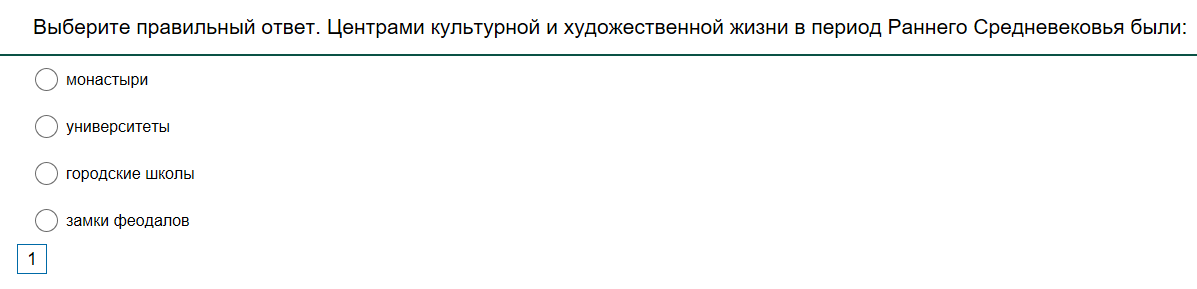 Выберите правильный ответ. Центрами культурной и художественной жизни в период Раннего Средневековья были:
монастыри
университеты
городские школы
замки феодалов
1